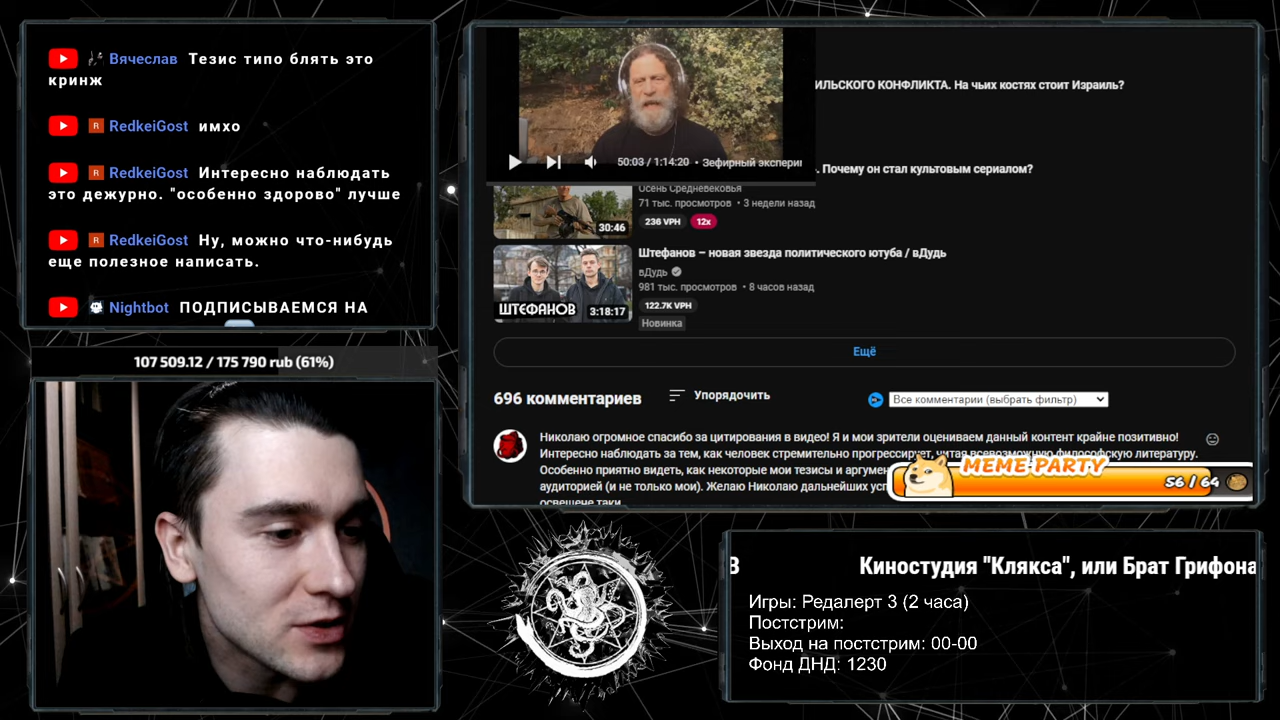 Вячеслав Тезис типо блять это
кринж
R RedkeiGost имхо
R RedkeiGost Интересно наблюдать
это дежурно. "особенно здорово" лучше
R RedkeiGost Ну, можно что-нибудь
еще полезное написать.
Nightbot ПОДПИСЫВАЕМСЯ НА
107 509.12 / 175 790 rub (61%)
ИЛЬСКОГО КОНФЛИКТА. На чьих костях стоит Израиль?
50:03 / 1:14:20 • Зефирный экспери
Почему он стал культовым сериалом?
Осень Средневековья
71 тыс. просмотров • 3 недели назад
236 VPH 12x
30:46
Штефанов – новая звезда политического ютуба / вДудь
вДудь
981 тыс. просмотров • 8 часов назад
122.7K VPH
Новинка
ШТЕФАНОВ 3:18:17
Ещё
696 комментариев Упорядочить Все комментарии (выбрать фильтр)
Николаю огромное спасибо за цитирования в видео! Я и мои зрители оцениваем данный контент крайне позитивно!
Интересно наблюдать за тем, как человек стремительно прогрессирует, читая всевозможную философскую литературу.
Особенно приятно видеть, как некоторые мои тезисы и аргумен
аудиторией (и не только мои). Желаю Николаю дальнейших усп
освещене таки
MEME PARTY
56 / 64
В Киностудия "Клякса", или Брат Грифона
Игры: Редалерт 3 (2 часа)
Постстрим:
Выход на постстрим: 00-00
Фонд ДНД: 1230